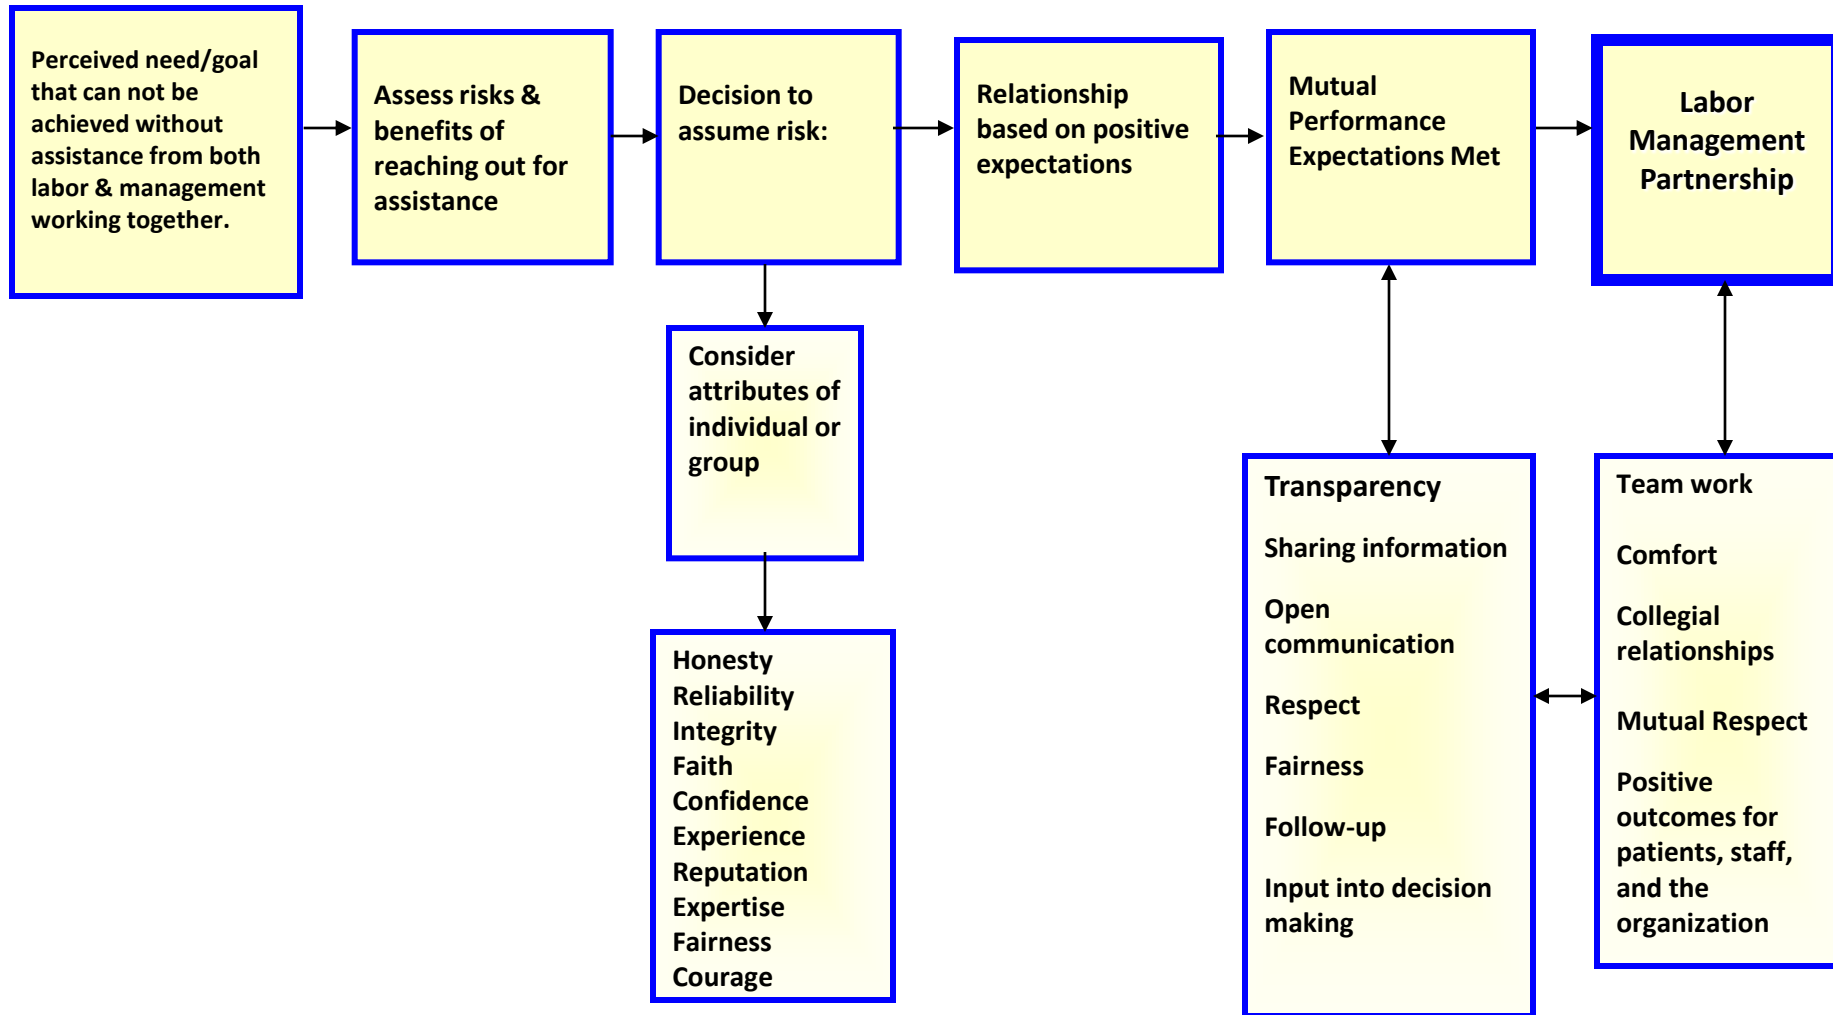 Perceived need/goal
that can not be
achieved without
assistance from both
labor & management
working together.
Assess risks &
benefits of
reaching out for
assistance
Decision to
assume risk:
Relationship
based on positive
expectations
Mutual
Performance
Expectations Met
Labor
Management
Partnership
Consider
attributes of
individual or
group
Honesty
Reliability
Integrity
Faith
Confidence
Experience
Reputation
Expertise
Fairness
Courage
Transparency
Sharing information
Open
communication
Respect
Fairness
Follow-up
Input into decision
making
Team work
Comfort
Collegial
relationships
Mutual Respect
Positive
outcomes for
patients, staff,
and the
organization